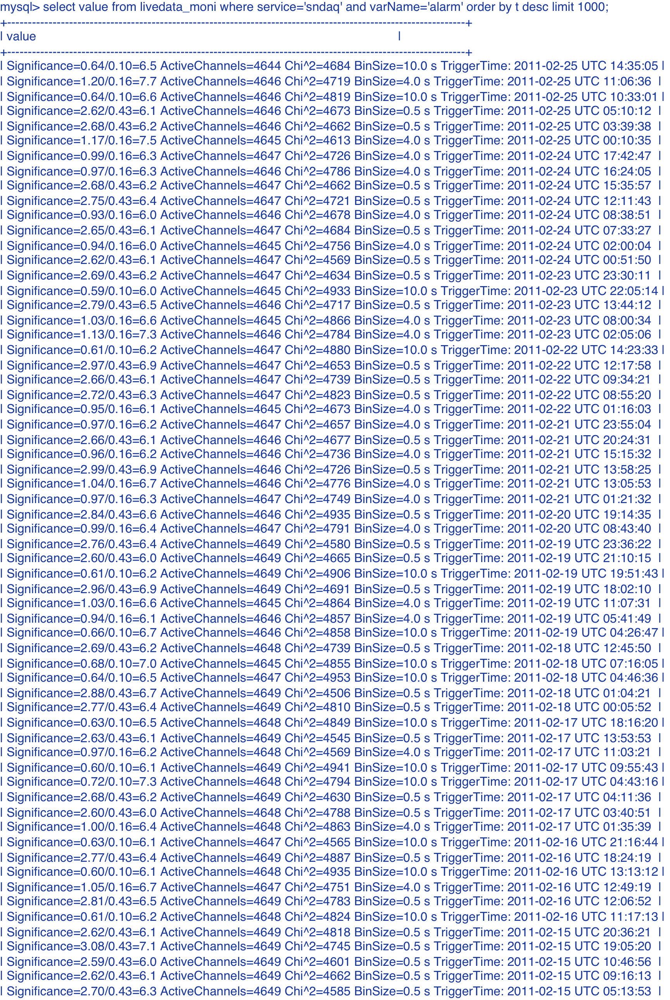 mysql> select value from livedata_moni where service='sndaq' and varName='alarm' order by t desc limit 1000;
+--------------------------------------------------------------------------------------------------------------+
| value |
+--------------------------------------------------------------------------------------------------------------+
| Significance=0.64/0.10=6.5 ActiveChannels=4644 Chi^2=4684 BinSize=10.0 s TriggerTime: 2011-02-25 UTC 14:35:05 |
| Significance=1.20/0.16=7.7 ActiveChannels=4646 Chi^2=4719 BinSize=4.0 s TriggerTime: 2011-02-25 UTC 11:06:36 |
| Significance=0.64/0.10=6.6 ActiveChannels=4646 Chi^2=4819 BinSize=10.0 s TriggerTime: 2011-02-25 UTC 10:33:01 |
| Significance=2.62/0.43=6.1 ActiveChannels=4646 Chi^2=4673 BinSize=0.5 s TriggerTime: 2011-02-25 UTC 05:10:12 |
| Significance=2.68/0.43=6.2 ActiveChannels=4646 Chi^2=4662 BinSize=0.5 s TriggerTime: 2011-02-25 UTC 03:39:38 |
| Significance=1.17/0.16=7.5 ActiveChannels=4645 Chi^2=4613 BinSize=4.0 s TriggerTime: 2011-02-25 UTC 00:10:35 |
| Significance=0.99/0.16=6.3 ActiveChannels=4647 Chi^2=4726 BinSize=4.0 s TriggerTime: 2011-02-24 UTC 17:42:47 |
| Significance=0.97/0.16=6.3 ActiveChannels=4646 Chi^2=4786 BinSize=4.0 s TriggerTime: 2011-02-24 UTC 16:24:05 |
| Significance=2.68/0.43=6.2 ActiveChannels=4647 Chi^2=4662 BinSize=0.5 s TriggerTime: 2011-02-24 UTC 15:35:57 |
| Significance=2.75/0.43=6.4 ActiveChannels=4647 Chi^2=4721 BinSize=0.5 s TriggerTime: 2011-02-24 UTC 12:11:43 |
| Significance=0.93/0.16=6.0 ActiveChannels=4646 Chi^2=4678 BinSize=4.0 s TriggerTime: 2011-02-24 UTC 08:38:51 |
| Significance=2.65/0.43=6.1 ActiveChannels=4647 Chi^2=4684 BinSize=0.5 s TriggerTime: 2011-02-24 UTC 07:33:27 |
| Significance=0.94/0.16=6.0 ActiveChannels=4645 Chi^2=4756 BinSize=4.0 s TriggerTime: 2011-02-24 UTC 02:00:04 |
| Significance=2.62/0.43=6.1 ActiveChannels=4647 Chi^2=4569 BinSize=0.5 s TriggerTime: 2011-02-24 UTC 00:51:50 |
| Significance=2.69/0.43=6.2 ActiveChannels=4647 Chi^2=4634 BinSize=0.5 s TriggerTime: 2011-02-23 UTC 23:30:11 |
| Significance=0.59/0.10=6.0 ActiveChannels=4645 Chi^2=4933 BinSize=10.0 s TriggerTime: 2011-02-23 UTC 22:05:14 |
| Significance=2.79/0.43=6.5 ActiveChannels=4646 Chi^2=4717 BinSize=0.5 s TriggerTime: 2011-02-23 UTC 13:44:12 |
| Significance=1.03/0.16=6.6 ActiveChannels=4645 Chi^2=4866 BinSize=4.0 s TriggerTime: 2011-02-23 UTC 08:00:34 |
| Significance=1.13/0.16=7.3 ActiveChannels=4646 Chi^2=4784 BinSize=4.0 s TriggerTime: 2011-02-23 UTC 02:05:06 |
| Significance=0.61/0.10=6.2 ActiveChannels=4647 Chi^2=4880 BinSize=10.0 s TriggerTime: 2011-02-22 UTC 14:23:33 |
| Significance=2.97/0.43=6.9 ActiveChannels=4647 Chi^2=4653 BinSize=0.5 s TriggerTime: 2011-02-22 UTC 12:17:58 |
| Significance=2.66/0.43=6.1 ActiveChannels=4647 Chi^2=4739 BinSize=0.5 s TriggerTime: 2011-02-22 UTC 09:34:21 |
| Significance=2.72/0.43=6.3 ActiveChannels=4647 Chi^2=4823 BinSize=0.5 s TriggerTime: 2011-02-22 UTC 08:55:20 |
| Significance=0.95/0.16=6.1 ActiveChannels=4645 Chi^2=4673 BinSize=4.0 s TriggerTime: 2011-02-22 UTC 01:16:03 |
| Significance=0.97/0.16=6.2 ActiveChannels=4647 Chi^2=4657 BinSize=4.0 s TriggerTime: 2011-02-21 UTC 23:55:04 |
| Significance=2.66/0.43=6.1 ActiveChannels=4646 Chi^2=4677 BinSize=0.5 s TriggerTime: 2011-02-21 UTC 20:24:31 |
| Significance=0.96/0.16=6.2 ActiveChannels=4646 Chi^2=4736 BinSize=4.0 s TriggerTime: 2011-02-21 UTC 15:15:32 |
| Significance=2.99/0.43=6.9 ActiveChannels=4646 Chi^2=4726 BinSize=0.5 s TriggerTime: 2011-02-21 UTC 13:58:25 |
| Significance=1.04/0.16=6.7 ActiveChannels=4646 Chi^2=4776 BinSize=4.0 s TriggerTime: 2011-02-21 UTC 13:05:53 |
| Significance=0.97/0.16=6.3 ActiveChannels=4647 Chi^2=4749 BinSize=4.0 s TriggerTime: 2011-02-21 UTC 01:21:32 |
| Significance=2.84/0.43=6.6 ActiveChannels=4646 Chi^2=4935 BinSize=0.5 s TriggerTime: 2011-02-20 UTC 19:14:35 |
| Significance=0.99/0.16=6.4 ActiveChannels=4647 Chi^2=4791 BinSize=4.0 s TriggerTime: 2011-02-20 UTC 08:43:40 |
| Significance=2.76/0.43=6.4 ActiveChannels=4649 Chi^2=4580 BinSize=0.5 s TriggerTime: 2011-02-19 UTC 23:36:22 |
| Significance=2.60/0.43=6.0 ActiveChannels=4649 Chi^2=4665 BinSize=0.5 s TriggerTime: 2011-02-19 UTC 21:10:15 |
| Significance=0.61/0.10=6.2 ActiveChannels=4649 Chi^2=4906 BinSize=10.0 s TriggerTime: 2011-02-19 UTC 19:51:43 |
| Significance=2.96/0.43=6.9 ActiveChannels=4649 Chi^2=4691 BinSize=0.5 s TriggerTime: 2011-02-19 UTC 18:02:10 |
| Significance=1.03/0.16=6.6 ActiveChannels=4645 Chi^2=4864 BinSize=4.0 s TriggerTime: 2011-02-19 UTC 11:07:31 |
| Significance=0.94/0.16=6.1 ActiveChannels=4646 Chi^2=4857 BinSize=4.0 s TriggerTime: 2011-02-19 UTC 05:41:49 |
| Significance=0.66/0.10=6.7 ActiveChannels=4646 Chi^2=4858 BinSize=10.0 s TriggerTime: 2011-02-19 UTC 04:26:47 |
| Significance=2.69/0.43=6.2 ActiveChannels=4648 Chi^2=4739 BinSize=0.5 s TriggerTime: 2011-02-18 UTC 12:45:50 |
| Significance=0.68/0.10=7.0 ActiveChannels=4645 Chi^2=4855 BinSize=10.0 s TriggerTime: 2011-02-18 UTC 07:16:05 |
| Significance=0.64/0.10=6.5 ActiveChannels=4647 Chi^2=4953 BinSize=10.0 s TriggerTime: 2011-02-18 UTC 04:46:36 |
| Significance=2.88/0.43=6.7 ActiveChannels=4649 Chi^2=4506 BinSize=0.5 s TriggerTime: 2011-02-18 UTC 01:04:21 |
| Significance=2.77/0.43=6.4 ActiveChannels=4649 Chi^2=4810 BinSize=0.5 s TriggerTime: 2011-02-18 UTC 00:05:52 |
| Significance=0.63/0.10=6.5 ActiveChannels=4648 Chi^2=4849 BinSize=10.0 s TriggerTime: 2011-02-17 UTC 18:16:20 |
| Significance=2.63/0.43=6.1 ActiveChannels=4649 Chi^2=4545 BinSize=0.5 s TriggerTime: 2011-02-17 UTC 13:53:53 |
| Significance=0.97/0.16=6.2 ActiveChannels=4648 Chi^2=4569 BinSize=4.0 s TriggerTime: 2011-02-17 UTC 11:03:21 |
| Significance=0.60/0.10=6.1 ActiveChannels=4649 Chi^2=4941 BinSize=10.0 s TriggerTime: 2011-02-17 UTC 09:55:43 |
| Significance=0.72/0.10=7.3 ActiveChannels=4648 Chi^2=4794 BinSize=10.0 s TriggerTime: 2011-02-17 UTC 04:43:16 |
| Significance=2.68/0.43=6.2 ActiveChannels=4649 Chi^2=4630 BinSize=0.5 s TriggerTime: 2011-02-17 UTC 04:11:36 |
| Significance=2.60/0.43=6.0 ActiveChannels=4648 Chi^2=4788 BinSize=0.5 s TriggerTime: 2011-02-17 UTC 03:40:51 |
| Significance=1.00/0.16=6.4 ActiveChannels=4648 Chi^2=4863 BinSize=4.0 s TriggerTime: 2011-02-17 UTC 01:35:39 |
| Significance=0.63/0.10=6.1 ActiveChannels=4647 Chi^2=4565 BinSize=10.0 s TriggerTime: 2011-02-16 UTC 21:16:44 |
| Significance=2.77/0.43=6.4 ActiveChannels=4649 Chi^2=4887 BinSize=0.5 s TriggerTime: 2011-02-16 UTC 18:24:19 |
| Significance=0.60/0.10=6.1 ActiveChannels=4648 Chi^2=4935 BinSize=10.0 s TriggerTime: 2011-02-16 UTC 13:13:12 |
| Significance=1.05/0.16=6.7 ActiveChannels=4647 Chi^2=4751 BinSize=4.0 s TriggerTime: 2011-02-16 UTC 12:49:19 |
| Significance=2.81/0.43=6.5 ActiveChannels=4649 Chi^2=4783 BinSize=0.5 s TriggerTime: 2011-02-16 UTC 12:06:52 |
| Significance=0.61/0.10=6.2 ActiveChannels=4648 Chi^2=4824 BinSize=10.0 s TriggerTime: 2011-02-16 UTC 11:17:13 |
| Significance=2.62/0.43=6.1 ActiveChannels=4649 Chi^2=4818 BinSize=0.5 s TriggerTime: 2011-02-15 UTC 20:36:21 |
| Significance=3.08/0.43=7.1 ActiveChannels=4649 Chi^2=4745 BinSize=0.5 s TriggerTime: 2011-02-15 UTC 19:05:20 |
| Significance=2.59/0.43=6.0 ActiveChannels=4649 Chi^2=4601 BinSize=0.5 s TriggerTime: 2011-02-15 UTC 10:46:56 |
| Significance=2.62/0.43=6.1 ActiveChannels=4649 Chi^2=4662 BinSize=0.5 s TriggerTime: 2011-02-15 UTC 09:16:13 |
| Significance=2.70/0.43=6.3 ActiveChannels=4649 Chi^2=4585 BinSize=0.5 s TriggerTime: 2011-02-15 UTC 05:13:53 |